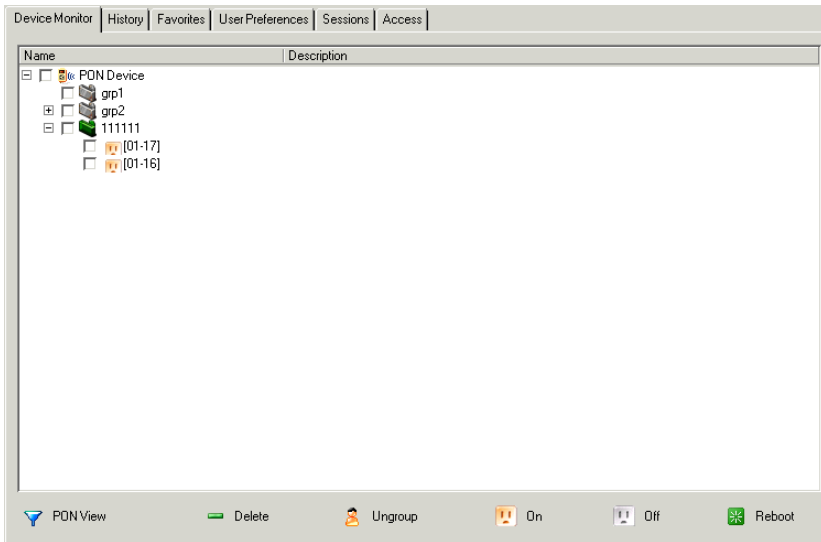 Device Monitor History Favorites User Preferences Sessions Access
Name Description
PON Device
grp1
grp2
111111
[01-17]
[01-16]
PON View Delete Ungroup On Off Reboot